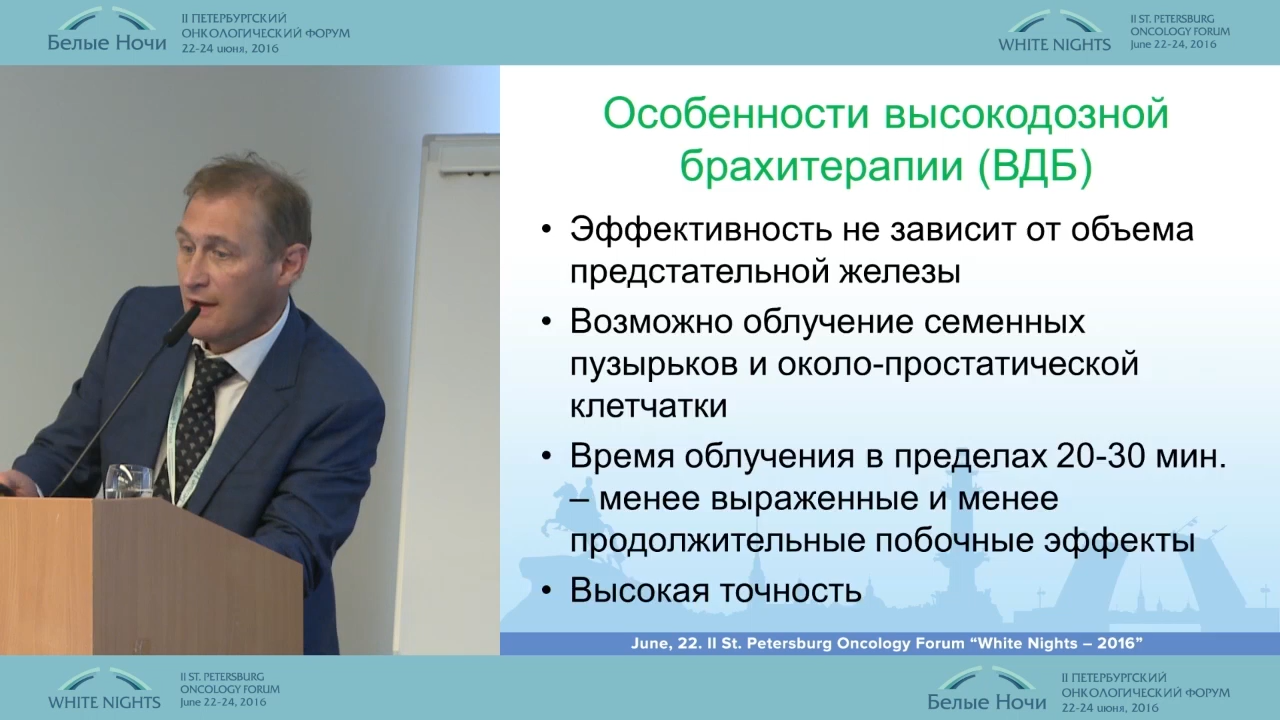 Белые Ночи
II ПЕТЕРБУРГСКИЙ
ОНКОЛОГИЧЕСКИЙ ФОРУМ
22-24 июня, 2016
WHITE NIGHTS
II ST. PETERSBURG
ONCOLOGY FORUM
June 22-24, 2016
Особенности высокодозной
брахитерапии (ВДБ)
• Эффективность не зависит от объема
предстательной железы
• Возможно облучение семенных
пузырьков и около-простатической
клетчатки
• Время облучения в пределах 20-30 мин.
– менее выраженные и менее
продолжительные побочные эффекты
• Высокая точность
June, 22. II St. Petersburg Oncology Forum “White Nights – 2016”
WHITE NIGHTS
II ST. PETERSBURG
ONCOLOGY FORUM
June 22-24, 2016
Белые Ночи
II ПЕТЕРБУРГСКИЙ
ОНКОЛОГИЧЕСКИЙ ФОРУМ
22-24 июня, 2016